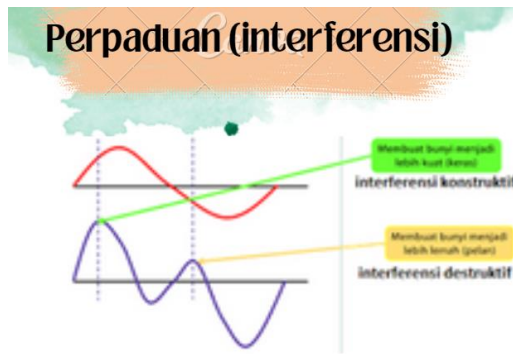 Perpaduan (interferensi)
Membuat bunyi menjadi
lebih kuat (keras)
interferensi konstruktif
Membuat bunyi menjadi
lebih lemah (pelan)
interferensi destruktif